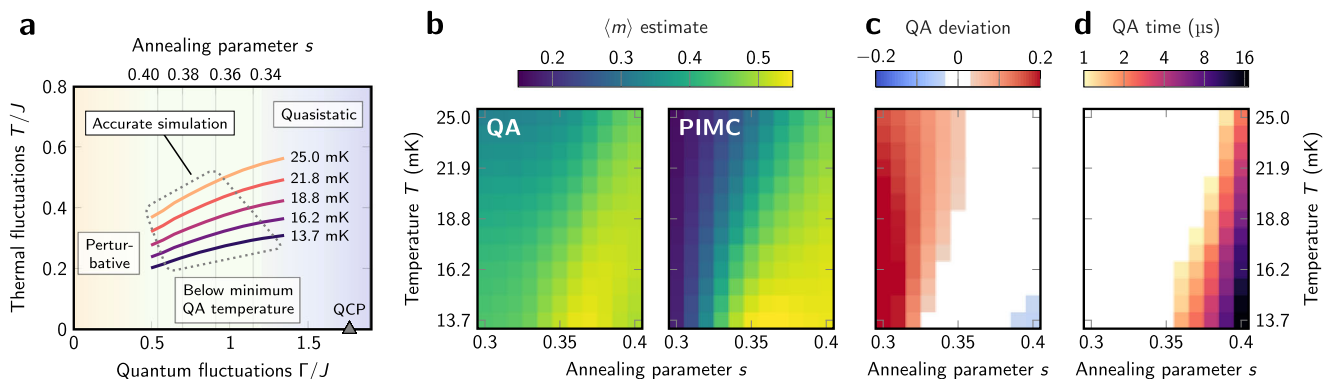 a
Annealing parameter s
0.40 0.38 0.36 0.34
0.8
0.6
0.4
0.2
0
Thermal fluctuations T/J
Accurate simulation
Quasistatic
25.0 mK
21.8 mK
18.8 mK
16.2 mK
13.7 mK
Pertur-
bative
Below minimum
QA temperature
QCP
0 0.5 1 1.5
Quantum fluctuations Γ/J
b
⟨m⟩ estimate
0.2 0.3 0.4 0.5
QA
PIMC
25.0
21.9
18.8
16.2
13.7
Temperature T (mK)
0.3 0.35 0.4
0.3 0.35 0.4
Annealing parameter s
c
QA deviation
−0.2 0 0.2
0.3 0.35 0.4
Annealing parameter s
d
QA time (μs)
1 2 4 8 16
25.0
21.9
18.8
16.2
13.7
Temperature T (mK)
0.3 0.35 0.4
Annealing parameter s